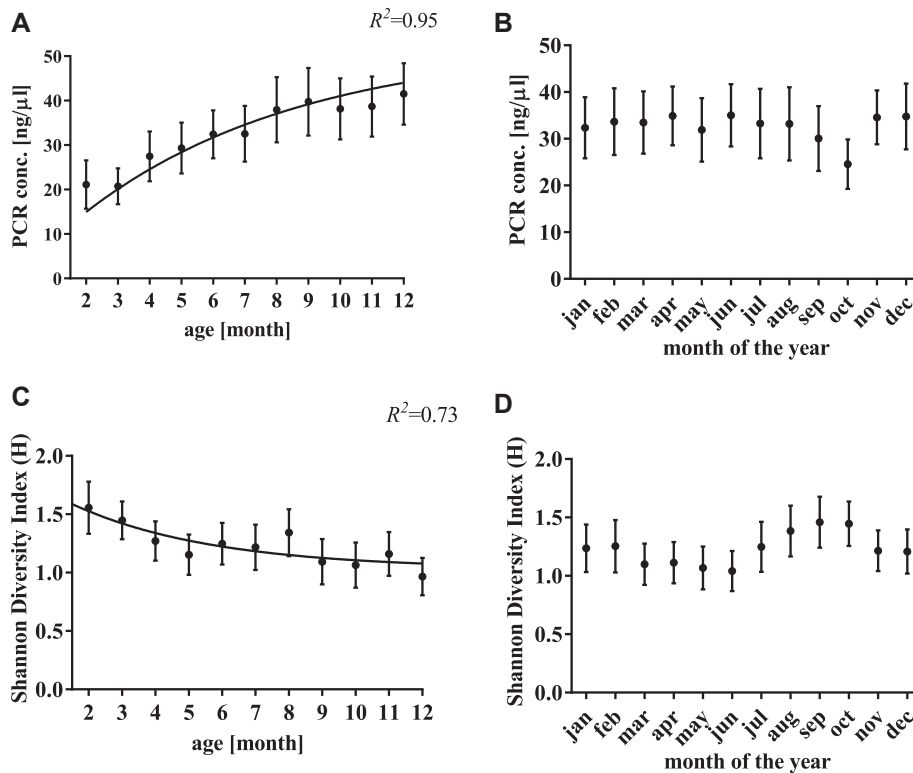 A
R²=0.95
PCR conc. [ng/μl]
50
40
30
20
10
0
2 3 4 5 6 7 8 9 10 11 12
age [month]
B
PCR conc. [ng/μl]
50
40
30
20
10
0
jan feb mar apr may jun jul aug sep oct nov dec
month of the year
C
R²=0.73
Shannon Diversity Index (H)
2.0
1.5
1.0
0.5
0.0
2 3 4 5 6 7 8 9 10 11 12
age [month]
D
Shannon Diversity Index (H)
2.0
1.5
1.0
0.5
0.0
jan feb mar apr may jun jul aug sep oct nov dec
month of the year